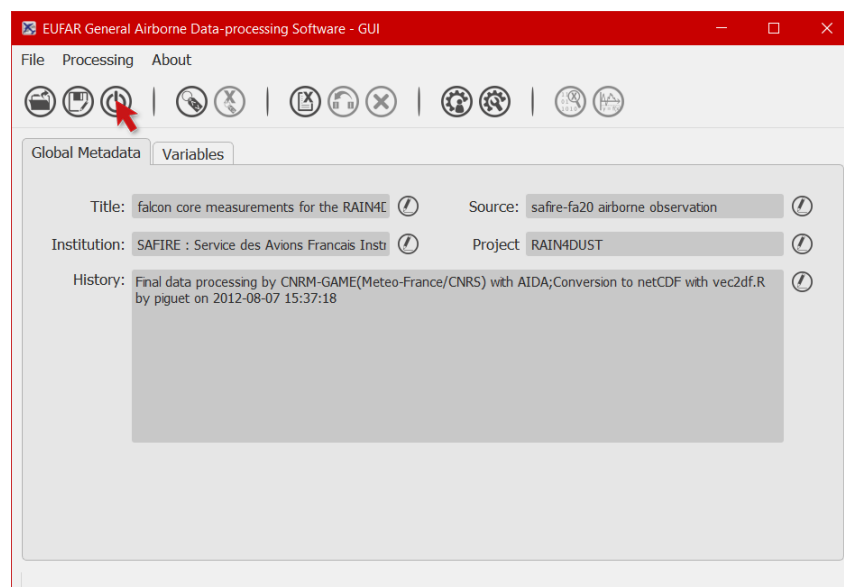 EUFAR General Airborne Data-processing Software - GUI
File Processing About
Global Metadata Variables
Title: falcon core measurements for the RAIN4D Source: safire-fa20 airborne observation
Institution: SAFIRE : Service des Avions Francais Instr Project RAIN4DUST
History: Final data processing by CNRM-GAME(Meteo-France/CNRS) with AIDA;Conversion to netCDF with vec2df.R
by piguet on 2012-08-07 15:37:18